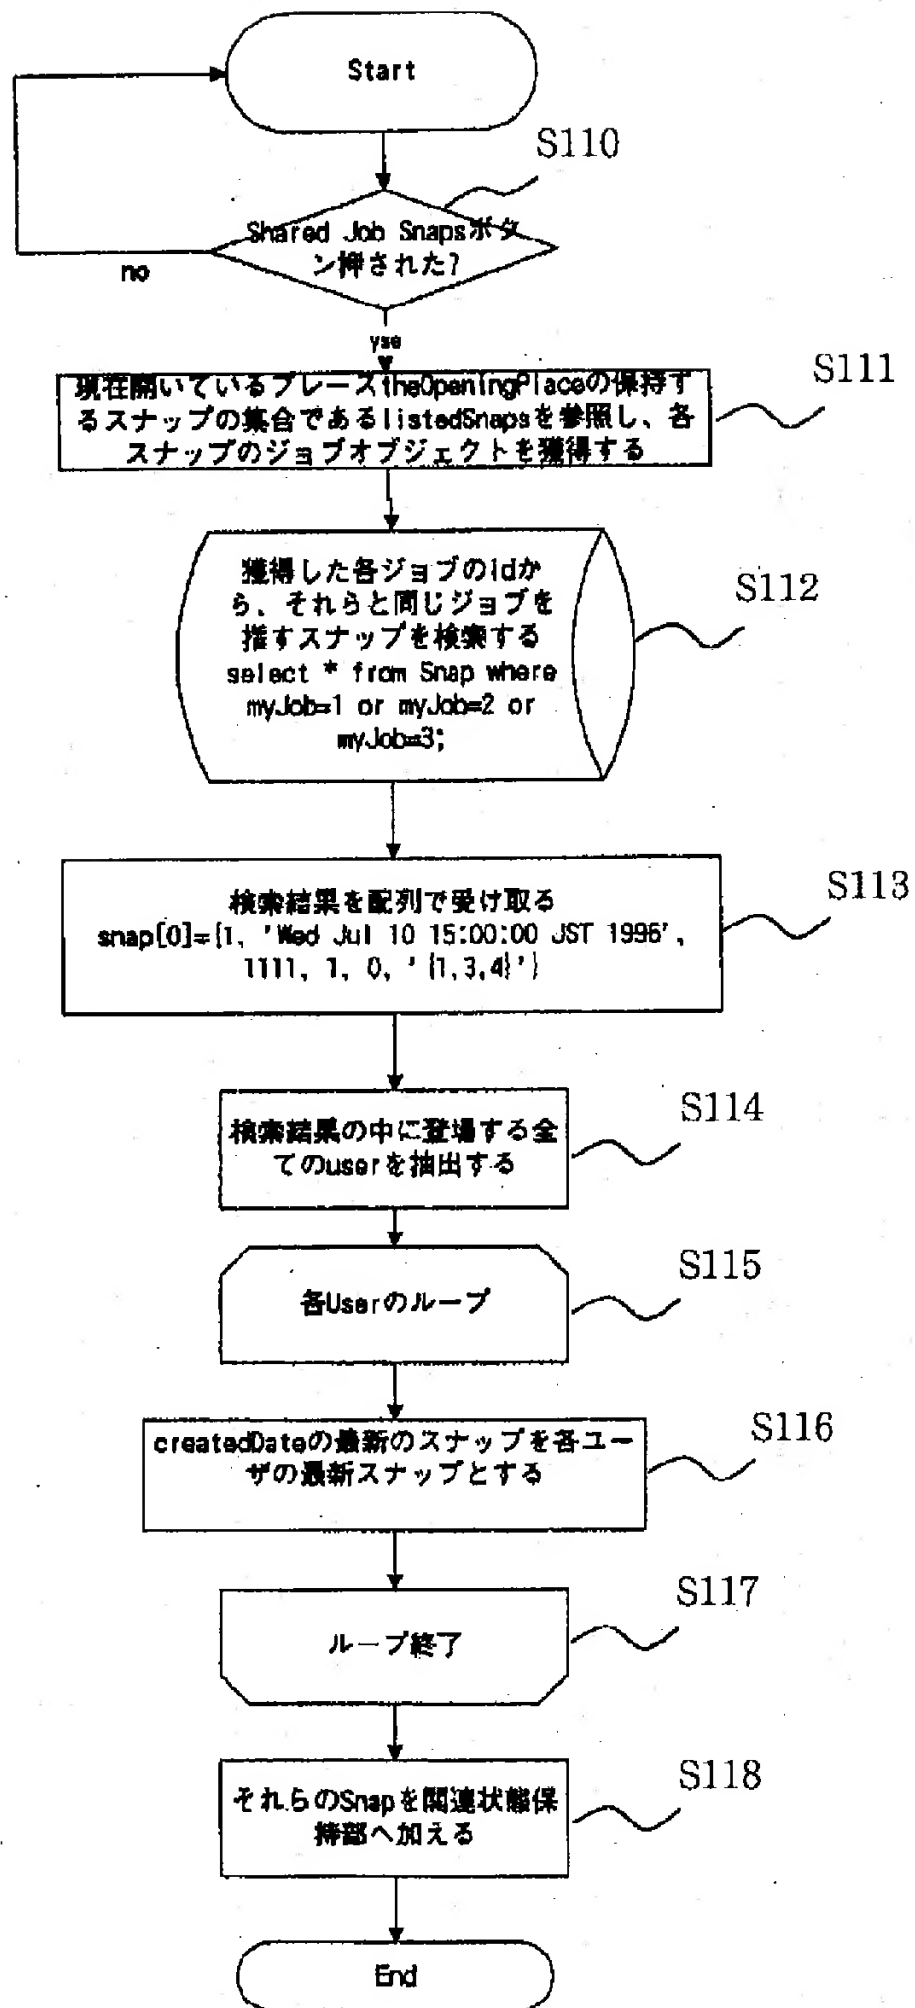 Start
S110
Shared Job Snapsボタ
ン押された?
no
yse
S111
現在開いているプレースtheOpeningPlaceの保持す
るスナップの集合であるlistedSnapsを参照し、各
スナップのジョブオブジェクトを獲得する
S112
獲得した各ジョブのidか
ら、それらと同じジョブを
指すスナップを検索する
select * from Snap where
myJob=1 or myJob=2 or
myJob=3;
S113
検索結果を配列で受け取る
snap[0]={1, 'Wed Jul 10 15:00:00 JST 1996',
1111, 1, 0, '{1,3,4}'}
S114
検索結果の中に登場する全
てのuserを抽出する
S115
各Userのループ
S116
createdDateの最新のスナップを各ユー
ザの最新スナップとする
S117
ループ終了
S118
それらのSnapを関連状態保
持部へ加える
End